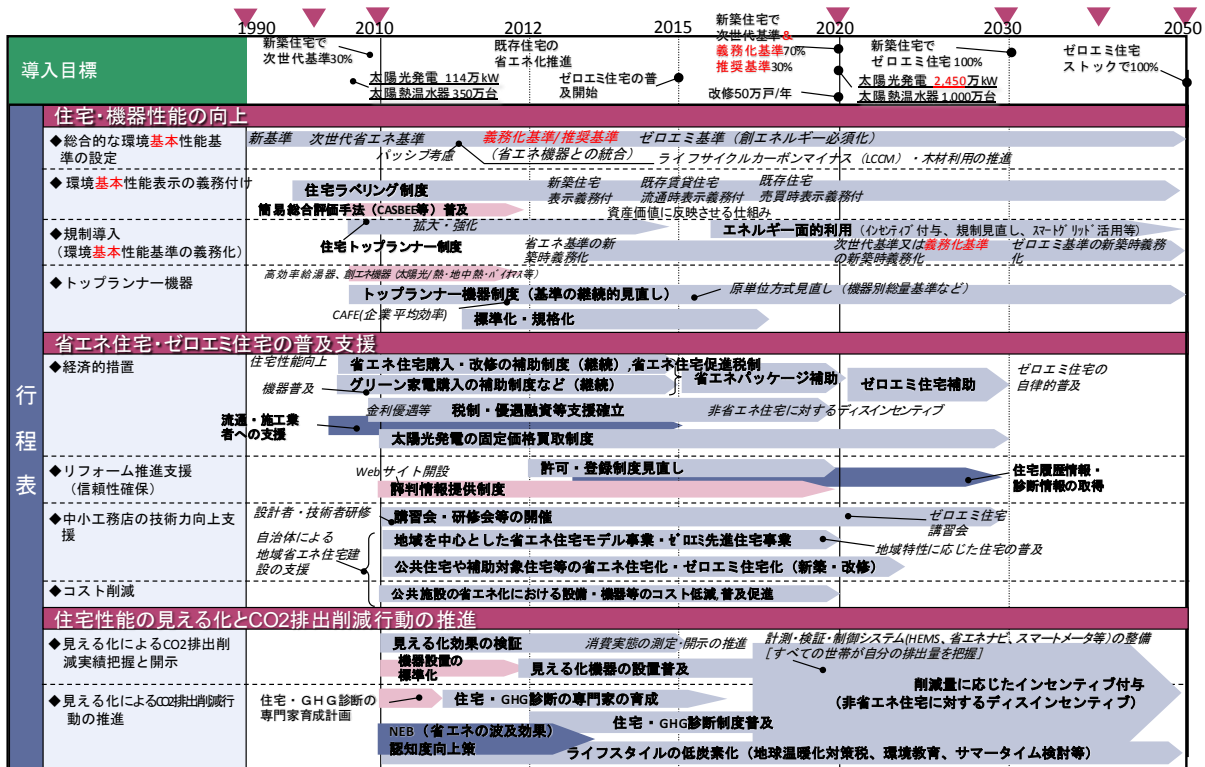 1990 2010 2012 2015 2020 2030 2050
導入目標
新築住宅で
次世代基準30%
太陽光発電 114万kW
太陽熱温水器350万台
既存住宅の
省エネ化推進
ゼロエミ住宅の普
及開始
新築住宅で
次世代基準&
義務化基準70%
推奨基準30%
改修50万戸/年
新築住宅で
ゼロエミ住宅100%
太陽光発電 2,450万kW
太陽熱温水器1,000万台
ゼロエミ住宅
ストックで100%
行程表
住宅・機器性能の向上
◆総合的な環境基本性能基
準の設定
新基準 次世代省エネ基準 義務化基準/推奨基準 ゼロエミ基準（創エネルギー必須化）
パッシブ考慮 （省エネ機器との統合）
ライフサイクルカーボンマイナス（LCCM）・木材利用の推進
◆環境基本性能表示の義務付け
住宅ラベリング制度
新築住宅
表示義務付
既存賃貸住宅
流通時表示義務付
既存住宅
売買時表示義務付
簡易総合評価手法（CASBEE等）普及
資産価値に反映させる仕組み
◆規制導入
（環境基本性能基準の義務化）
拡大・強化
住宅トップランナー制度
エネルギー面的利用（インセンティブ付与、規制見直し、スマートグリッド活用等）
省エネ基準の新
築時義務化
次世代基準又は義務化基準
の新築時義務化
ゼロエミ基準の新築時義務
化
◆トップランナー機器
高効率給湯器、創エネ機器（太陽光/熱・地中熱・バイオマス等）
トップランナー機器制度（基準の継続的見直し）
原単位方式見直し（機器別総量基準など）
CAFE(企業平均効率)
標準化・規格化
省エネ住宅・ゼロエミ住宅の普及支援
◆経済的措置
住宅性能向上
省エネ住宅購入・改修の補助制度（継続）,省エネ住宅促進税制
機器普及
グリーン家電購入の補助制度など（継続）
省エネパッケージ補助
ゼロエミ住宅補助
ゼロエミ住宅の
自律的普及
金利優遇等
税制・優遇融資等支援確立
非省エネ住宅に対するディスインセンティブ
流通・施工業
者への支援
太陽光発電の固定価格買取制度
◆リフォーム推進支援
（信頼性確保）
Webサイト開設
許可・登録制度見直し
評判情報提供制度
住宅履歴情報・
診断情報の取得
◆中小工務店の技術力向上支
援
設計者・技術者研修
講習会・研修会等の開催
ゼロエミ住宅
講習会
自治体による
地域省エネ住宅建
設の支援
地域を中心とした省エネ住宅モデル事業・ゼロエミ先進住宅事業
地域特性に応じた住宅の普及
公共住宅や補助対象住宅等の省エネ住宅化・ゼロエミ住宅化（新築・改修）
◆コスト削減
公共施設の省エネ化における設備・機器等のコスト低減,普及促進
住宅性能の見える化とCO2排出削減行動の推進
◆見える化によるCO2排出削
減実績把握と開示
見える化効果の検証
消費実態の測定・開示の推進
計測・検証・制御システム(HEMS、省エネナビ、スマートメータ等）の整備
［すべての世帯が自分の排出量を把握］
機器設置の
標準化
見える化機器の設置普及
削減量に応じたインセンティブ付与
（非省エネ住宅に対するディスインセンティブ）
◆見える化によるCO2排出削減行
動の推進
住宅・GHG診断の
専門家育成計画
住宅・GHG診断の専門家の育成
住宅・GHG診断制度普及
NEB（省エネの波及効果）
認知度向上策
ライフスタイルの低炭素化（地球温暖化対策税、環境教育、サマータイム検討等）